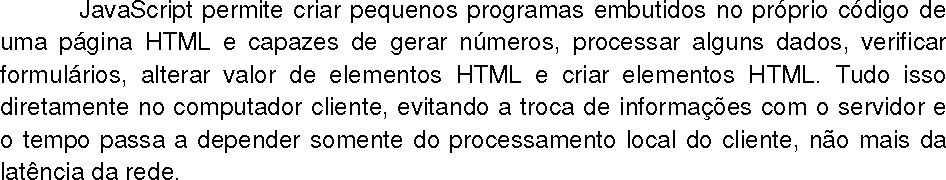 JavaScript permite criar pequenos programas embutidos no próprio código de
uma página HTML e capazes de gerar números, processar alguns dados, verificar
formulários, alterar valor de elementos HTML e criar elementos HTML. Tudo isso
diretamente no computador cliente, evitando a troca de informações com o servidor e
o tempo passa a depender somente do processamento local do cliente, não mais da
latência da rede.